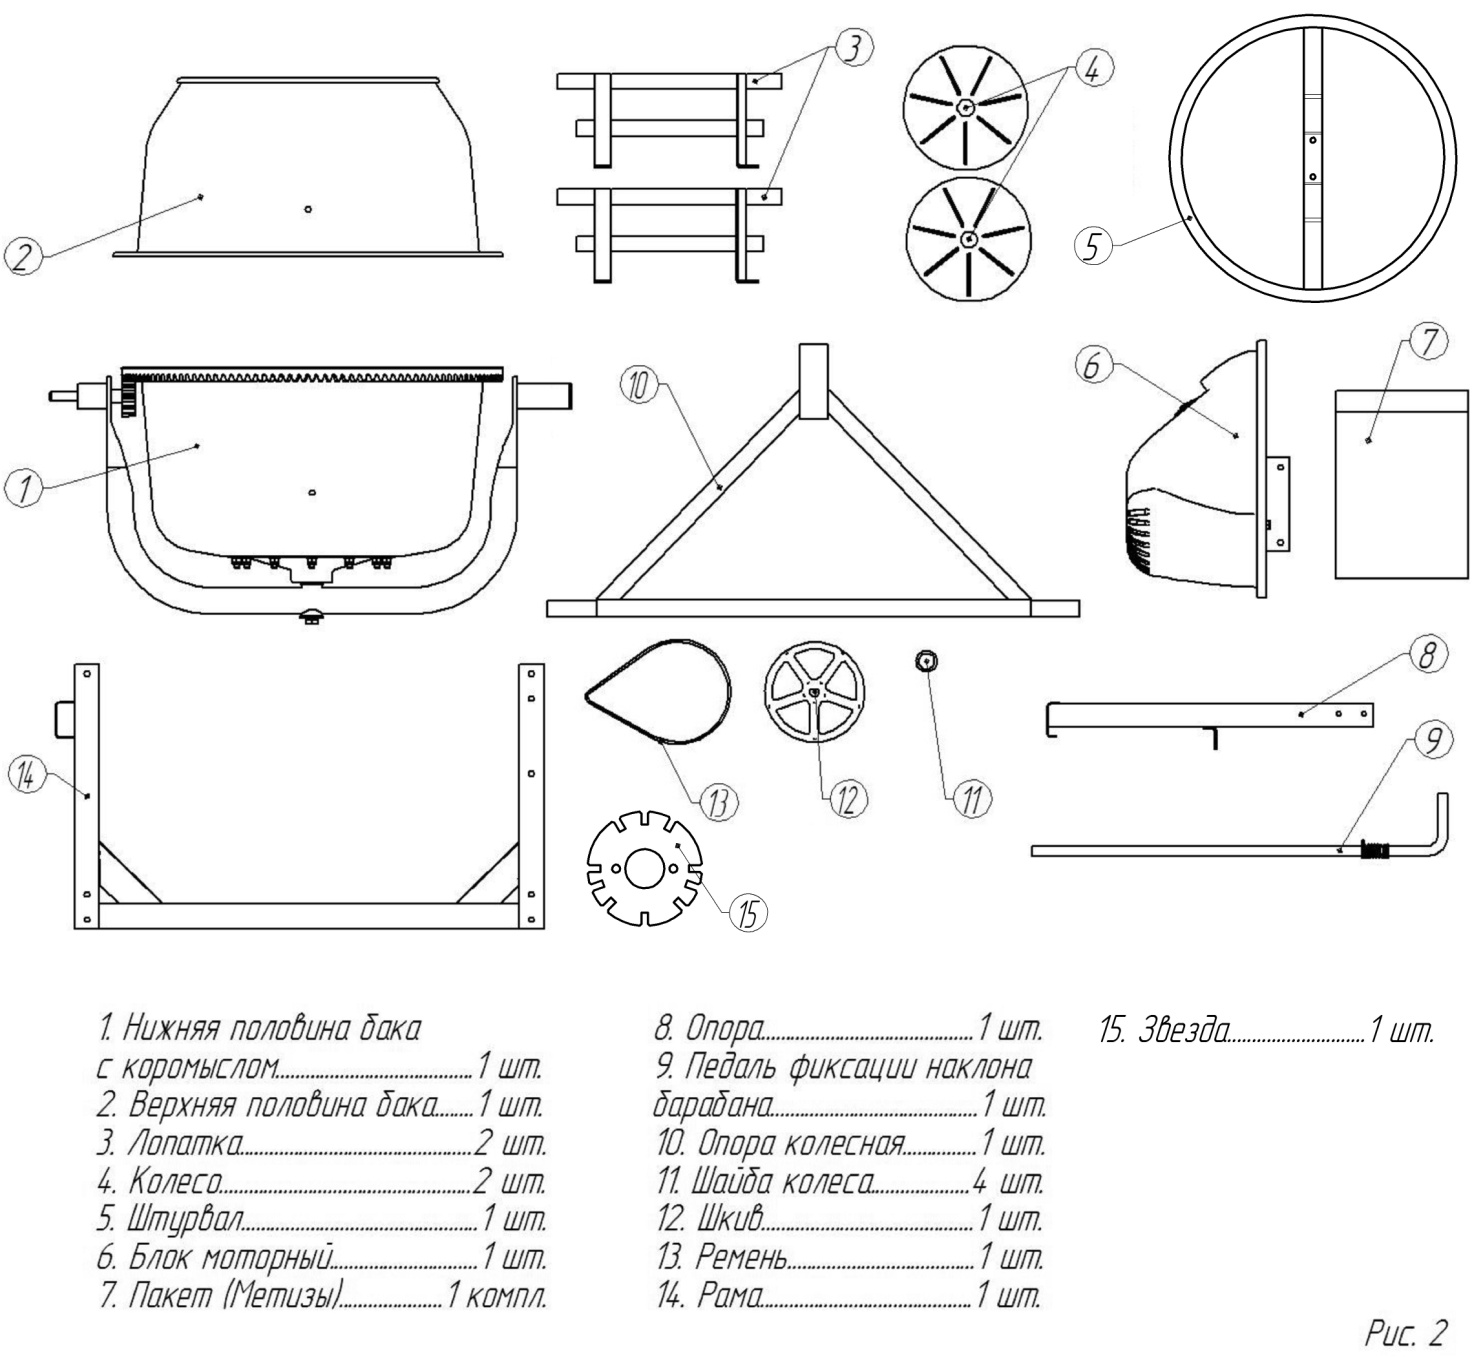 3
4
2
5
10
6
7
1
8
14
13
12
11
9
15
1. Нижняя половина бака
с коромыслом....................................... 1 шт.
2. Верхняя половина бака........1 шт.
3. Лопатка.............................................. 2 шт.
4. Колесо..................................................2 шт.
5. Штурвал...............................................1 шт.
6. Блок моторный.............................1 шт.
7. Пакет (Метизы)....................1 компл.
8. Опора.......................................... 1 шт.
9. Педаль фиксации наклона
барабана.........................................1 шт.
10. Опора колесная...............1 шт.
11. Шайба колеса...................4 шт.
12. Шкив..........................................1 шт.
13. Ремень.....................................1 шт.
14. Рама..........................................1 шт.
15. Звезда............................ 1 шт.
Рис. 2